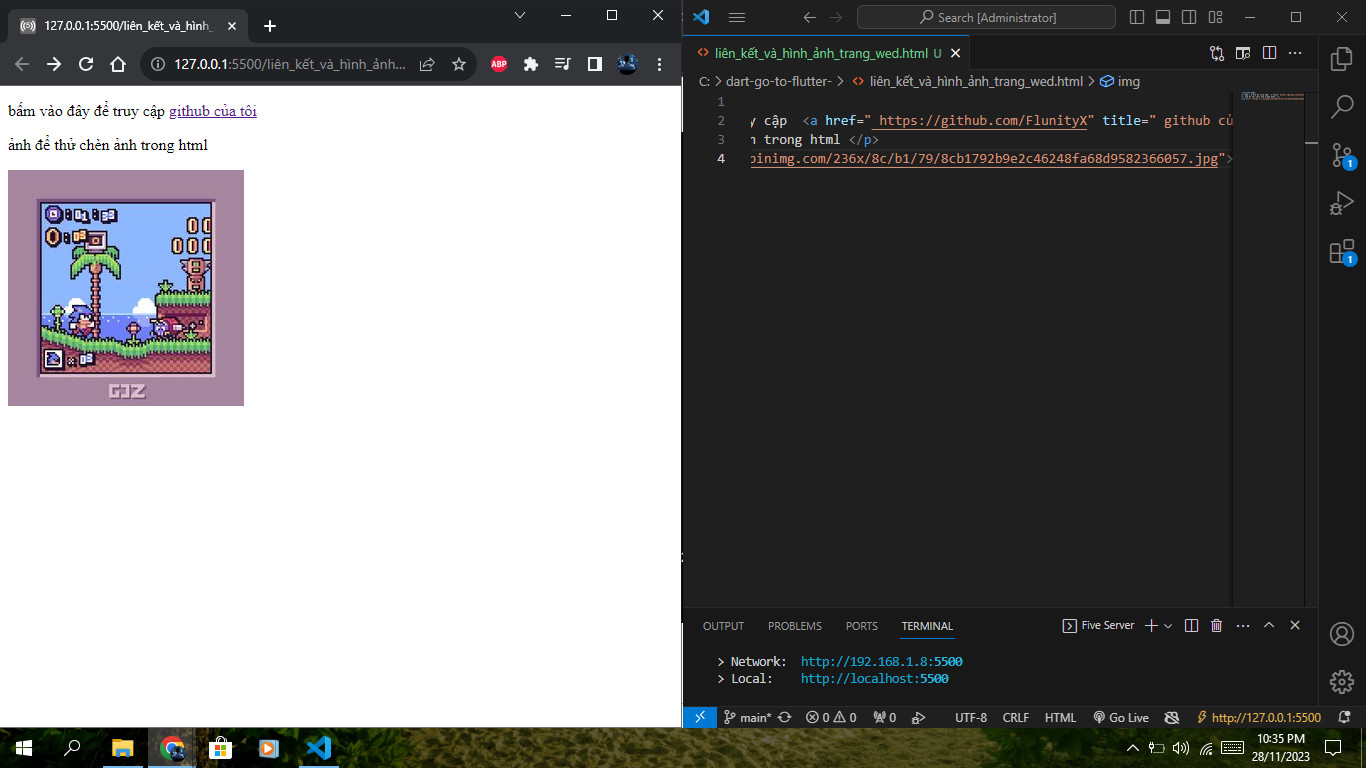 127.0.0.1:5500/liên_kết_và_hình_
127.0.0.1:5500/liên_kết_và_hình_ảnh...
ABP
bấm vào đây để truy cập github của tôi
ảnh để thử chèn ảnh trong html
Search [Administrator]
liên_kết_và_hình_ảnh_trang_wed.html U
C: > dart-go-to-flutter- > liên_kết_và_hình_ảnh_trang_wed.html > img
1
2 y cập <a href=" https://github.com/FlunityX" title=" github củ
3 n trong html </p>
4 pinimg.com/236x/8c/b1/79/8cb1792b9e2c46248fa68d9582366057.jpg">
1
1
OUTPUT PROBLEMS PORTS TERMINAL Five Server
> Network: http://192.168.1.8:5500
> Local: http://localhost:5500
main* 0 0 0 UTF-8 CRLF HTML Go Live http://127.0.0.1:5500
10:35 PM
28/11/2023